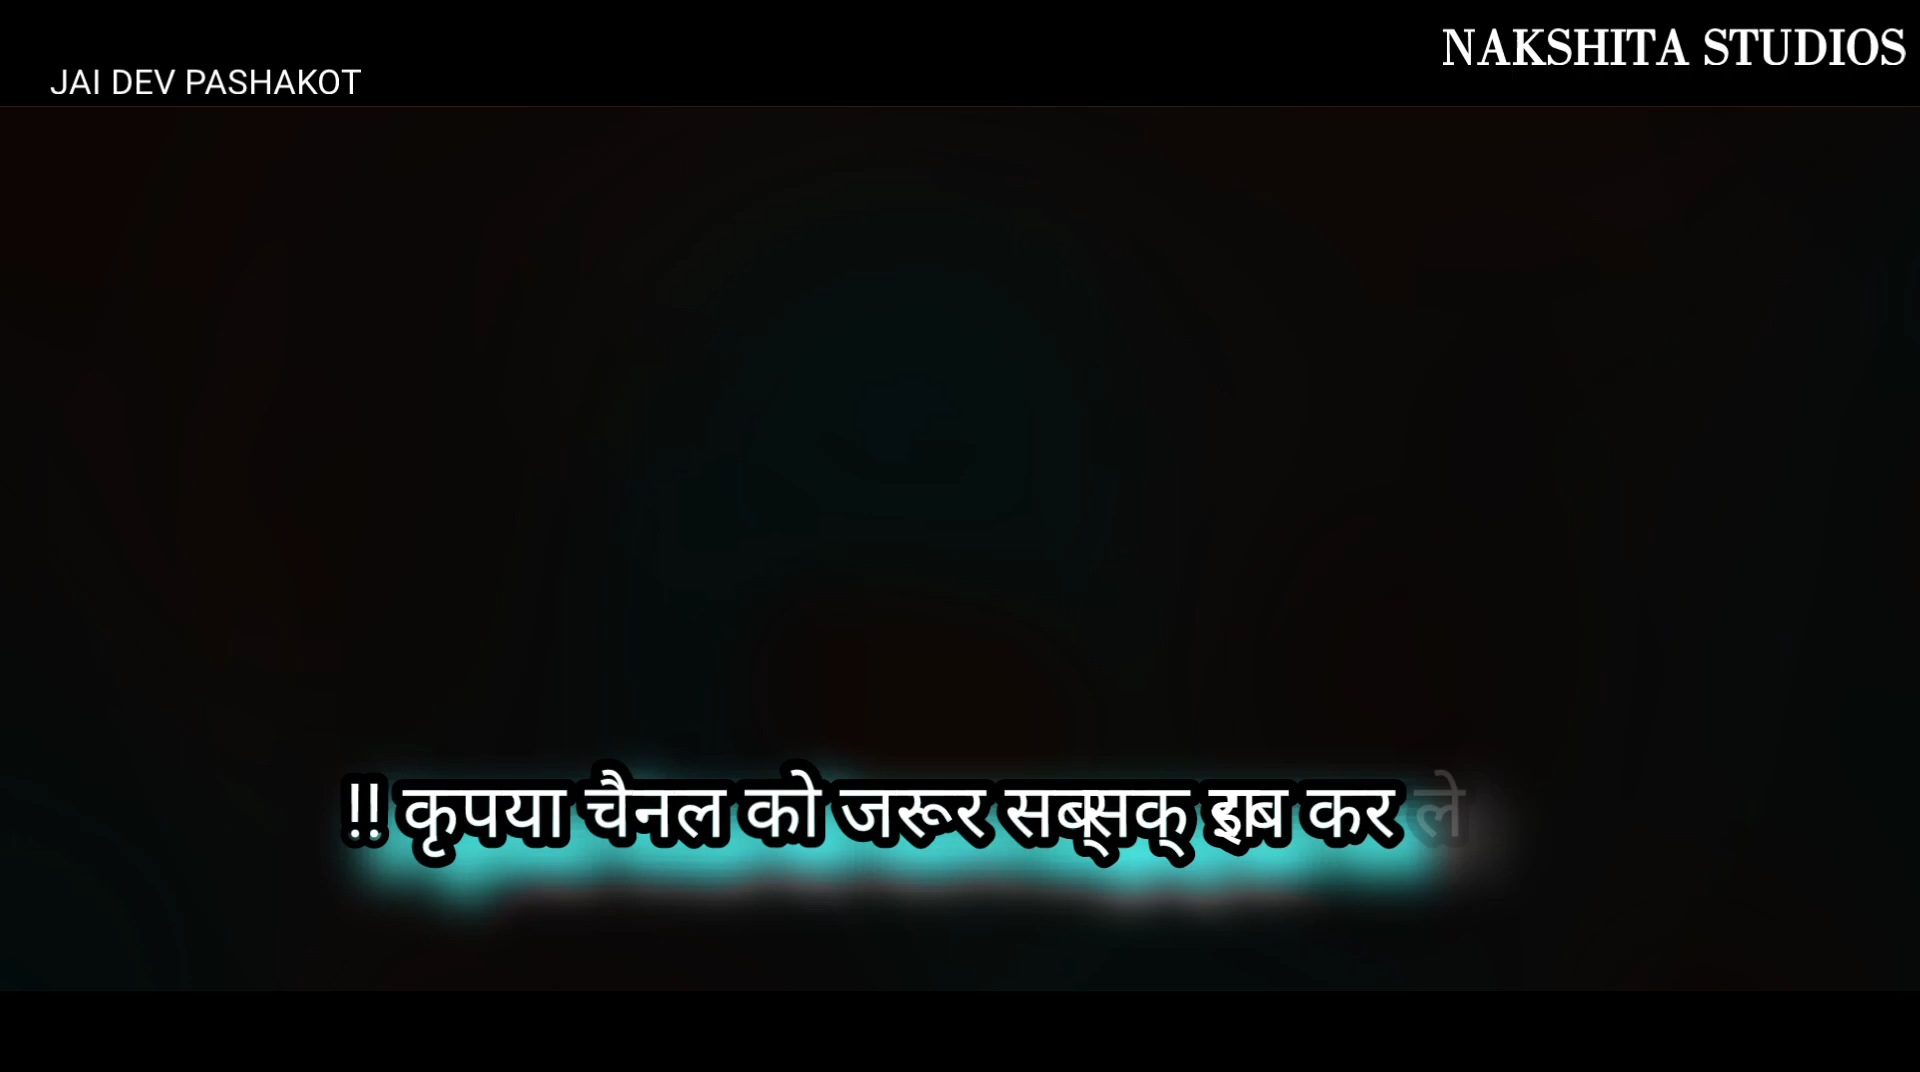 NAKSHITA STUDIOS
JAI DEV PASHAKOT
!! कृपया चैनल को जरूर सब्सक्राइब कर ले